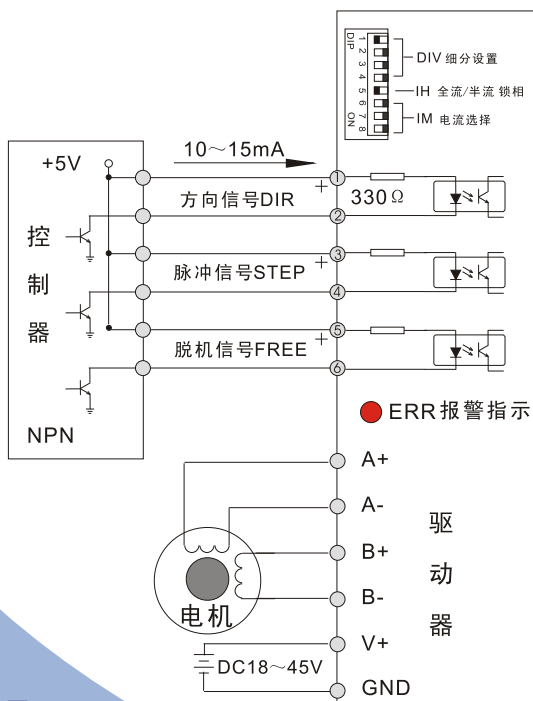 DIP
1
2
3
4
5
6
7
8
ON
DIV 细分设置
IH 全流/半流 锁相
IM 电流选择
+5V
10～15mA
+
1
330Ω
方向信号DIR
2
控制器
+
3
脉冲信号STEP
4
+
5
脱机信号FREE
6
NPN
ERR报警指示
A+
A-
B+
B-
V+
GND
驱动器
电机
DC18～45V